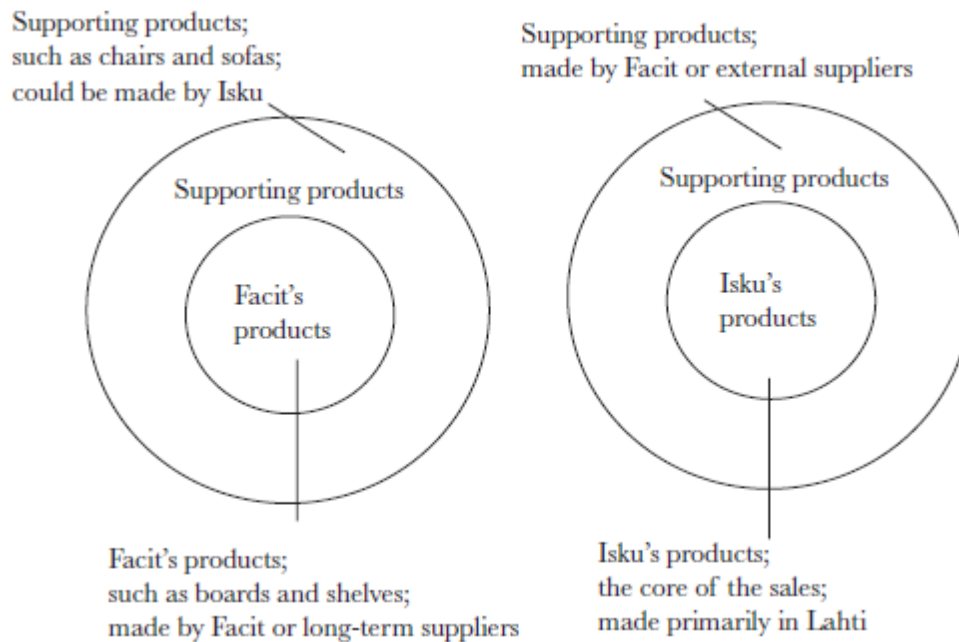 Supporting products;
such as chairs and sofas;
could be made by Isku
Supporting products
Facit's
products
Facit's products;
such as boards and shelves;
made by Facit or long-term suppliers
Supporting products;
made by Facit or external suppliers
Supporting products
Isku's
products
Isku's products;
the core of the sales;
made primarily in Lahti